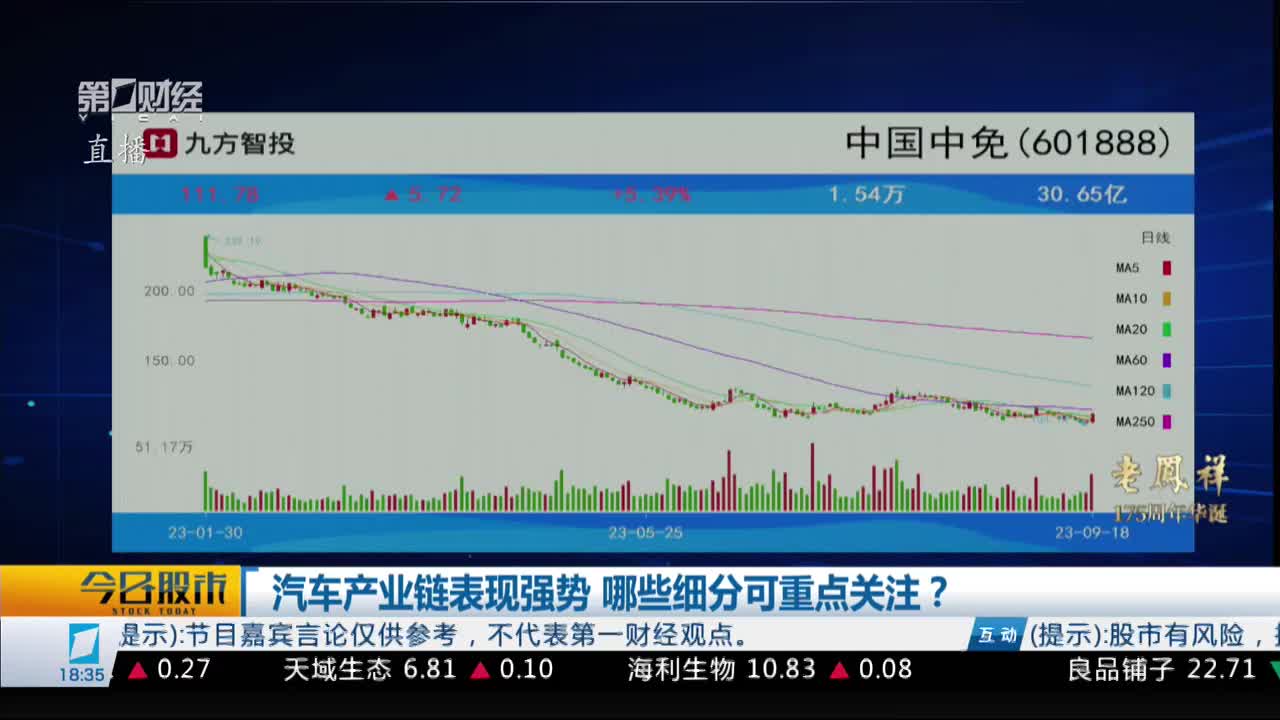 第一财经
YICAI
直播
九方智投
中国中免(601888)
111.78 ▲ 5.72 +5.39% 1.54万 30.65亿
日线
200.00
150.00
51.17万
MA5
MA10
MA20
MA60
MA120
MA250
23-01-30 23-05-25 23-09-18
老鳳祥
175周年华诞
今日股市
STOCK TODAY
汽车产业链表现强势 哪些细分可重点关注？
提示):节目嘉宾言论仅供参考，不代表第一财经观点。
互动 (提示):股市有风险，
18:35
▲ 0.27 天域生态 6.81 ▲ 0.10 海利生物 10.83 ▲ 0.08 良品铺子 22.71